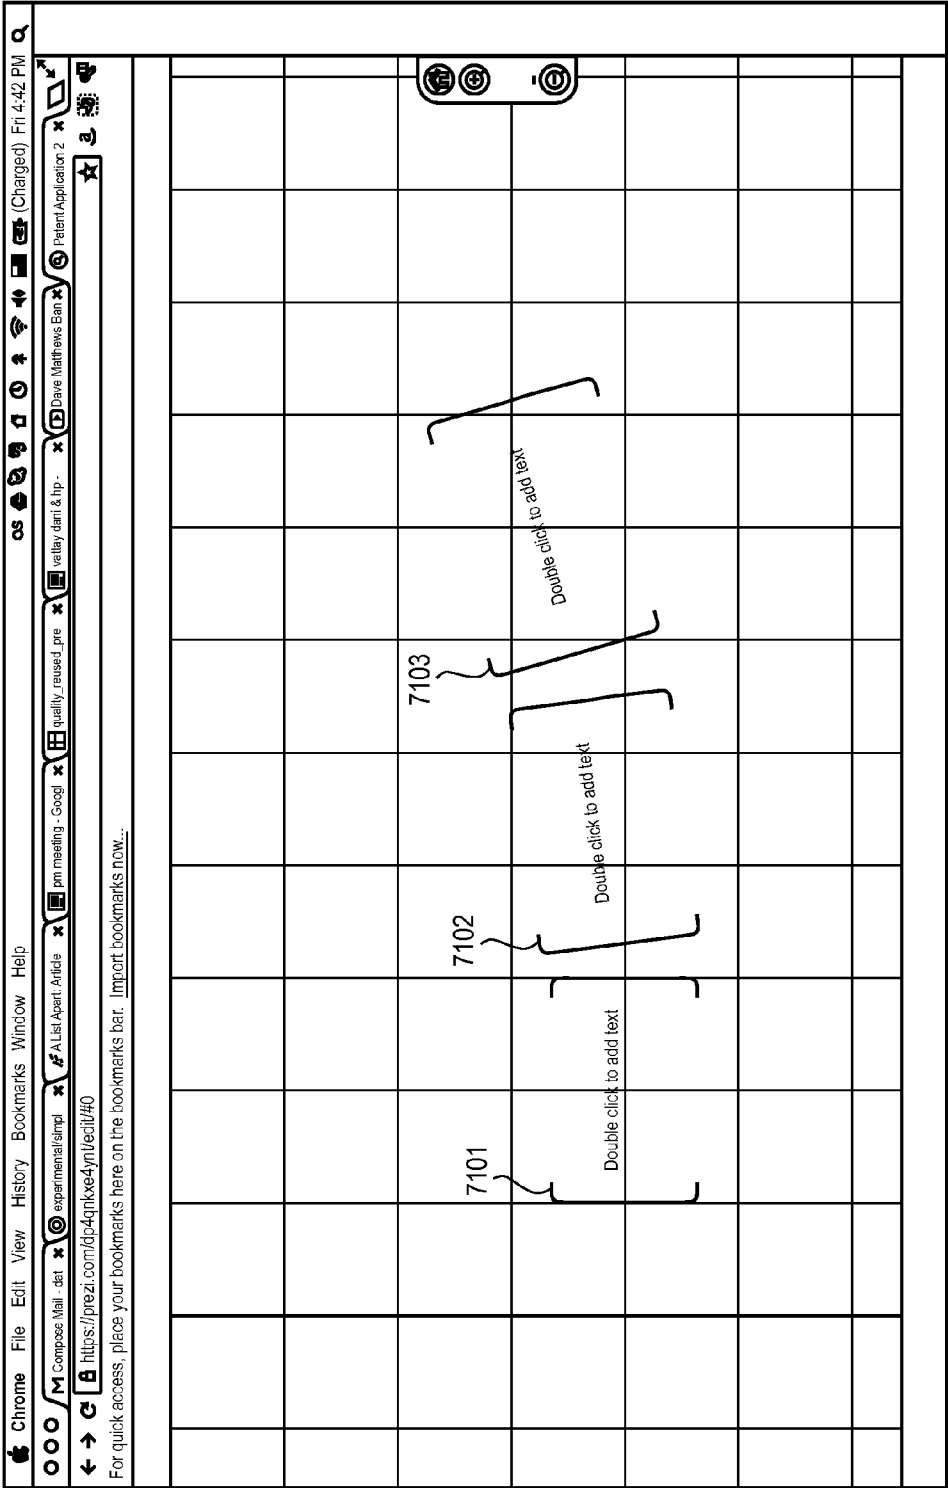 Chrome File Edit View History Bookmarks Window Help
os
(Charged) Fri 4:42 PM
M Compose Mail - dat
experimental/simpl
A List Apart: Article
pm meeting - Googl
quality_reused_pre
vattay dani & hp -
Dave Matthews Ban
Patent Application 2
https://prezi.com/dp4qnkxe4ynl/edit/#0
a
For quick access, place your bookmarks here on the bookmarks bar. Import bookmarks now...
7101
Double click to add text
7102
Double click to add text
7103
Double click to add text